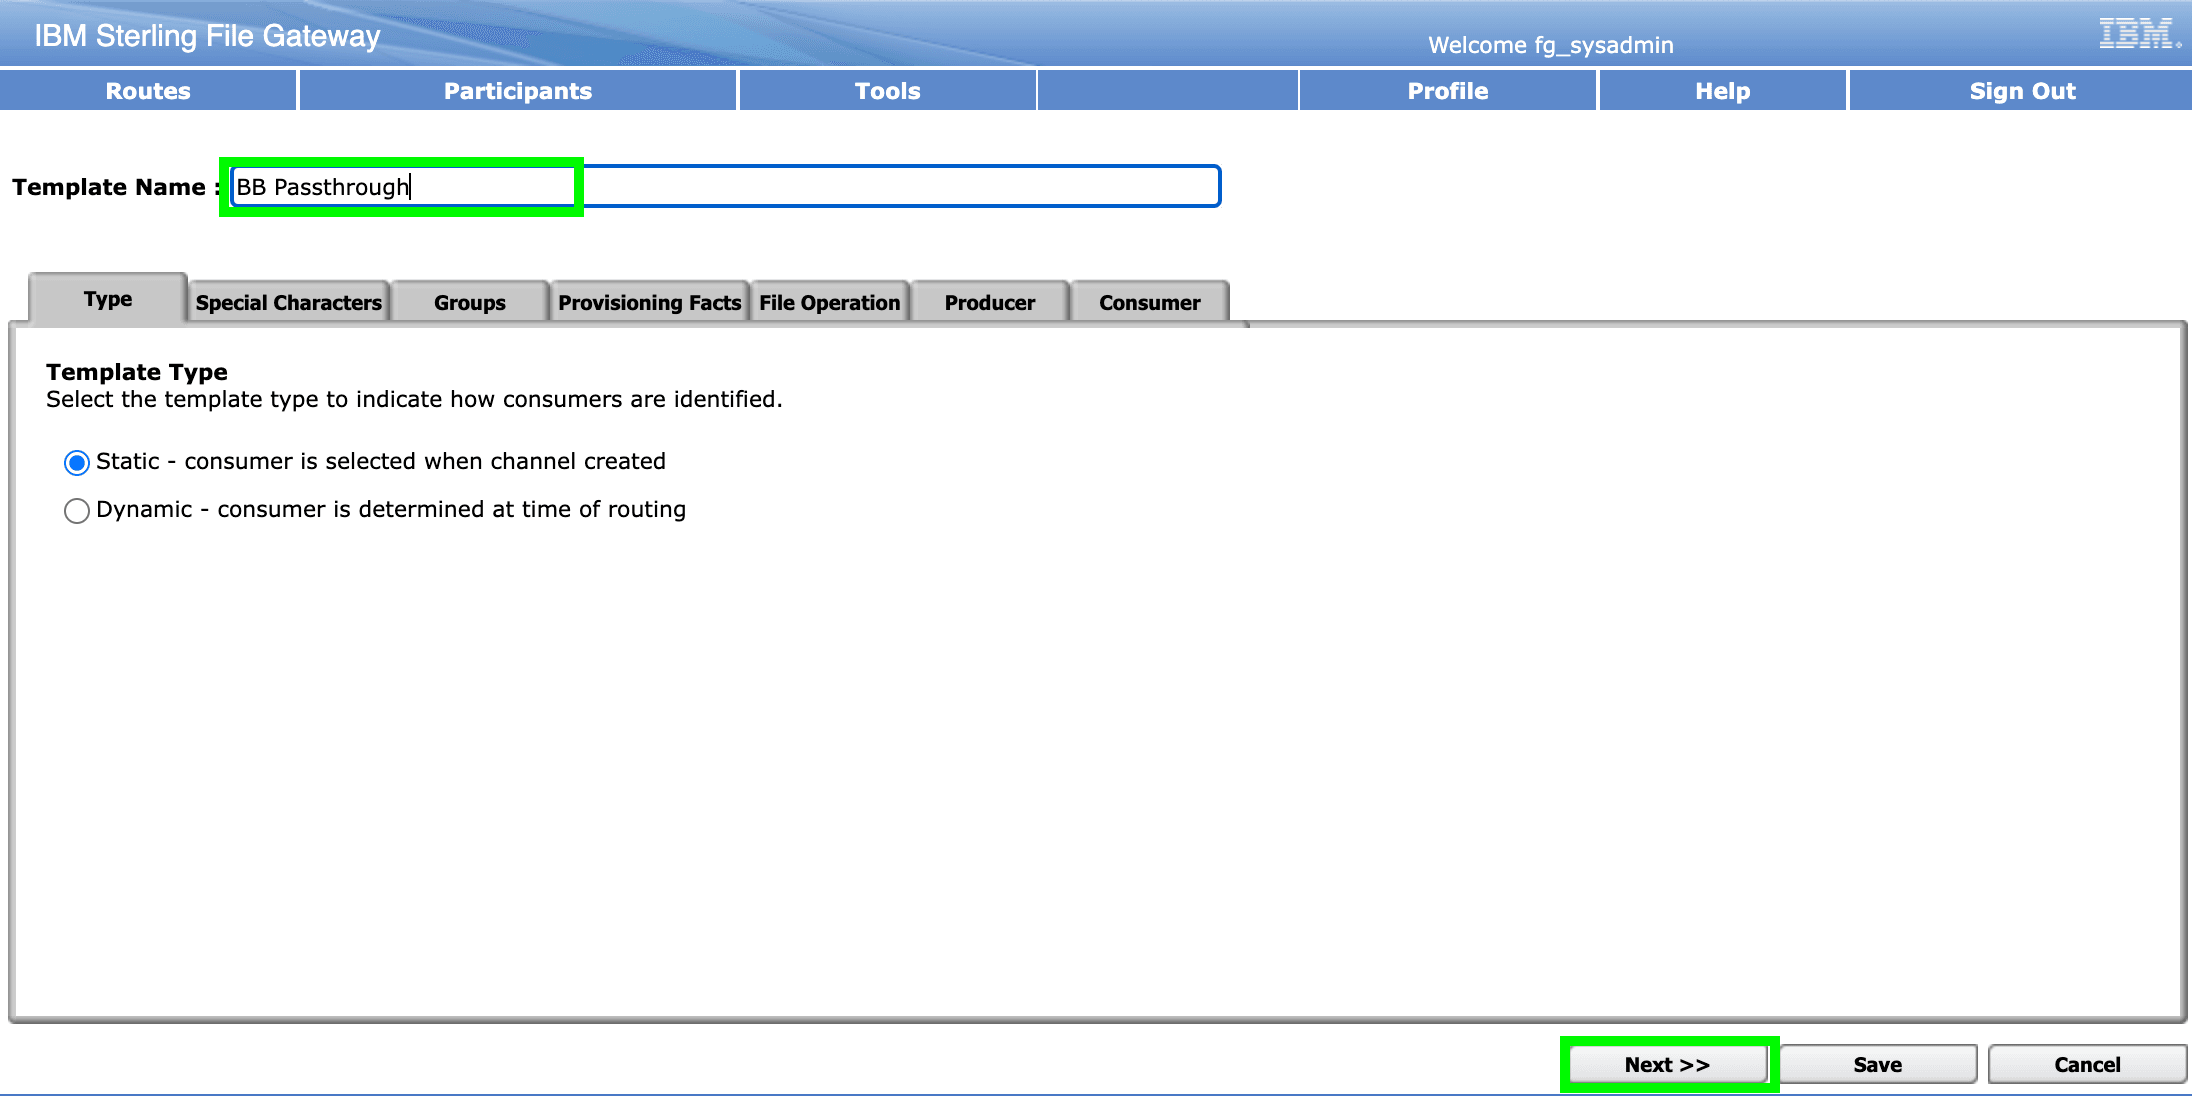 IBM Sterling File Gateway
Welcome fg_sysadmin
IBM.
Routes Participants Tools Profile Help Sign Out
Template Name : BB Passthrough
Type Special Characters Groups Provisioning Facts File Operation Producer Consumer
Template Type
Select the template type to indicate how consumers are identified.
Static - consumer is selected when channel created
Dynamic - consumer is determined at time of routing
Next >> Save Cancel